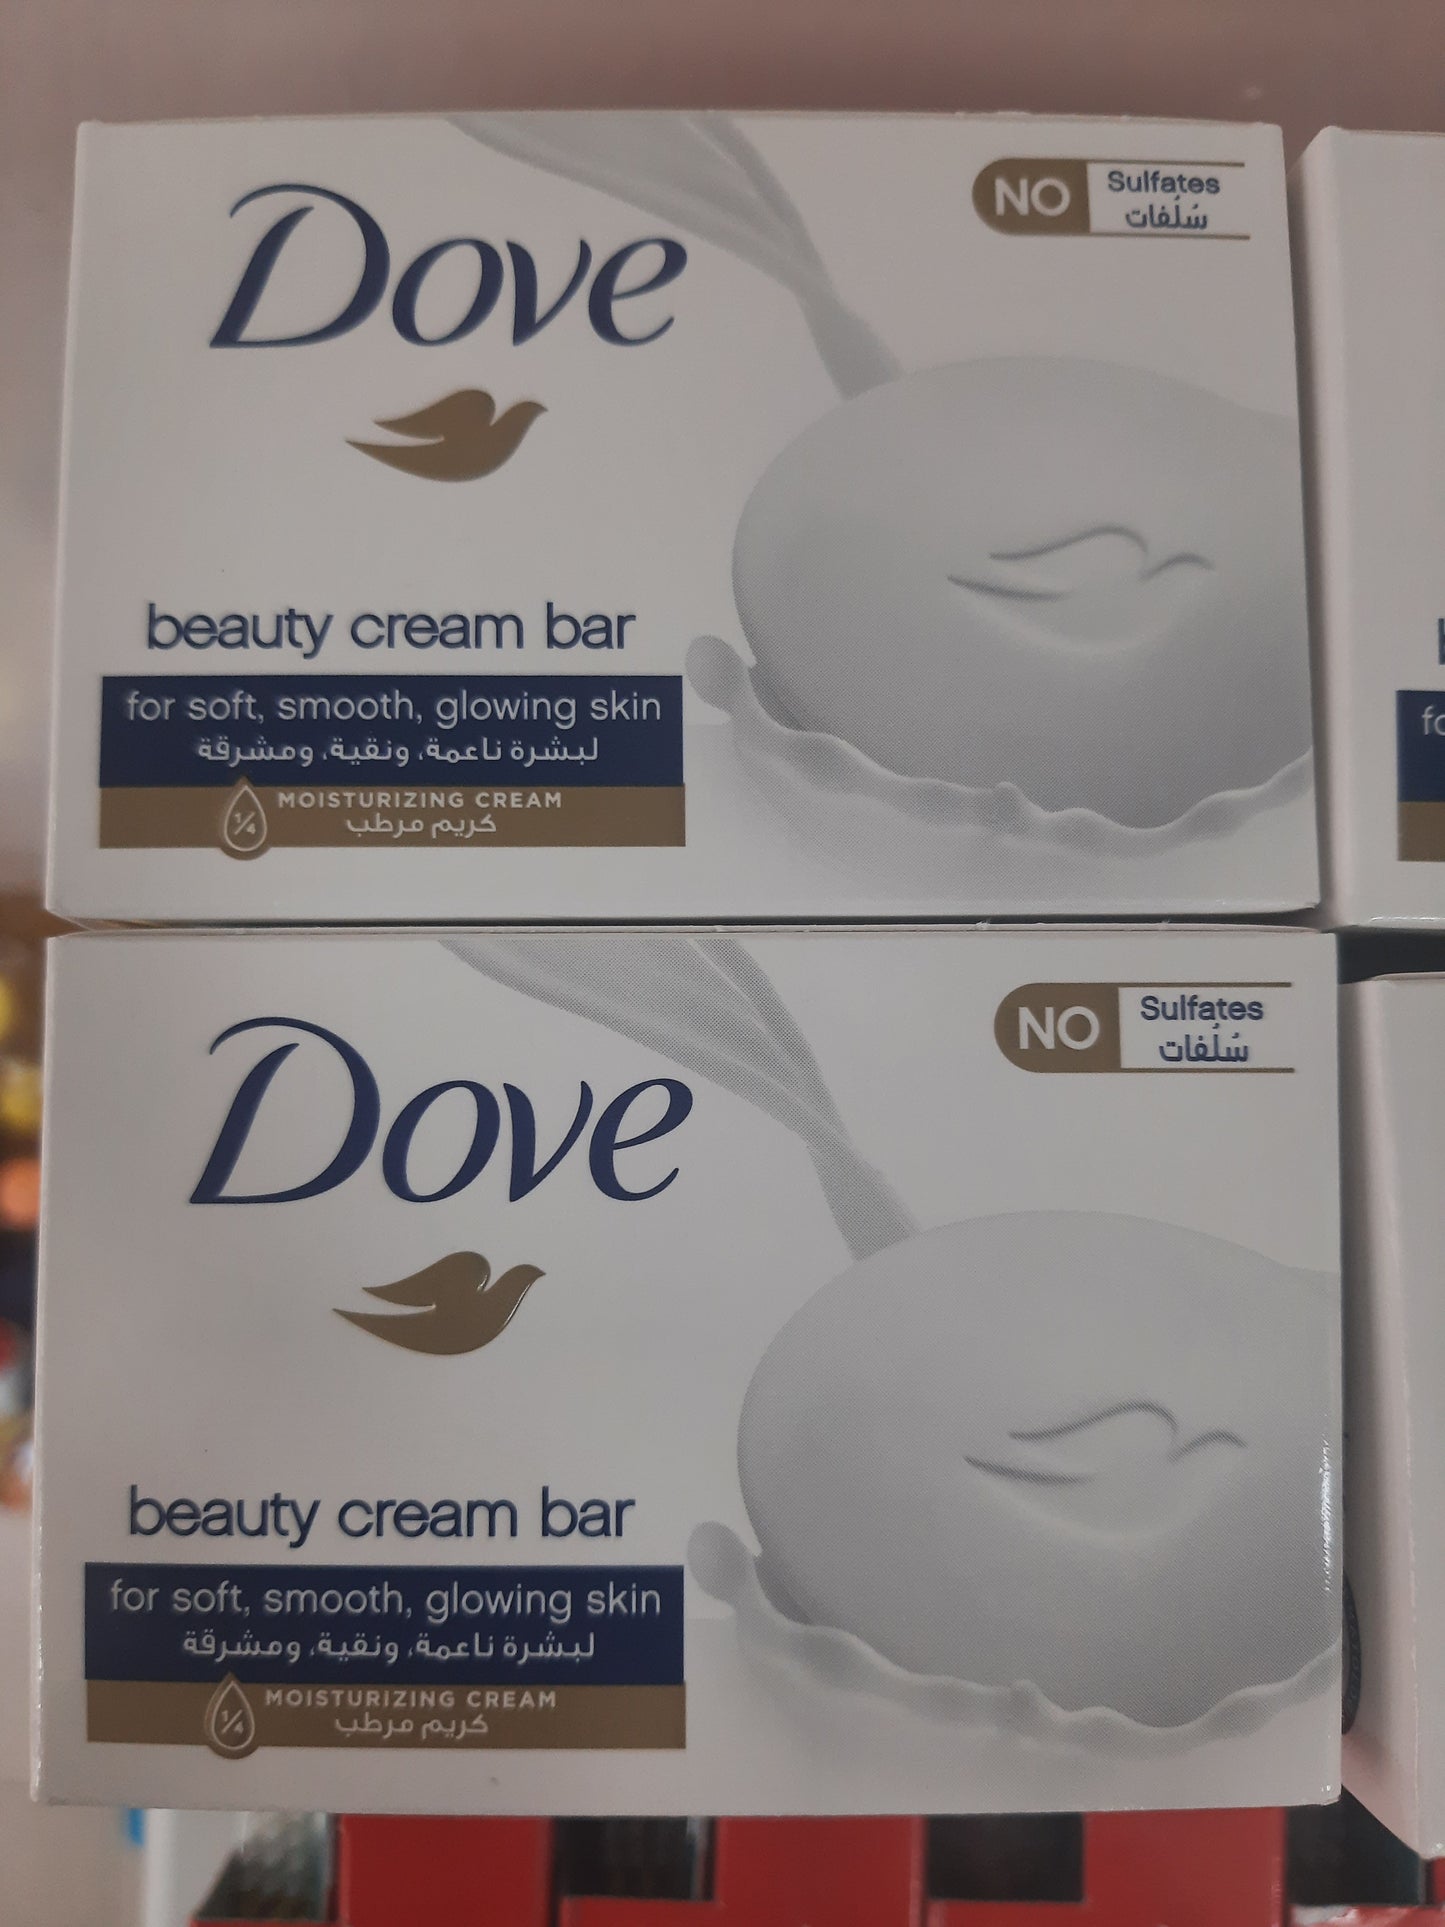 Dove
NO Sulfates
سُلْفات
beauty cream bar
for soft, smooth, glowing skin
لبشرة ناعمة، ونقية، ومشرقة
1/4 MOISTURIZING CREAM
كريم مرطب
Dove
NO Sulfates
سُلْفات
beauty cream bar
for soft, smooth, glowing skin
لبشرة ناعمة، ونقية، ومشرقة
1/4 MOISTURIZING CREAM
كريم مرطب